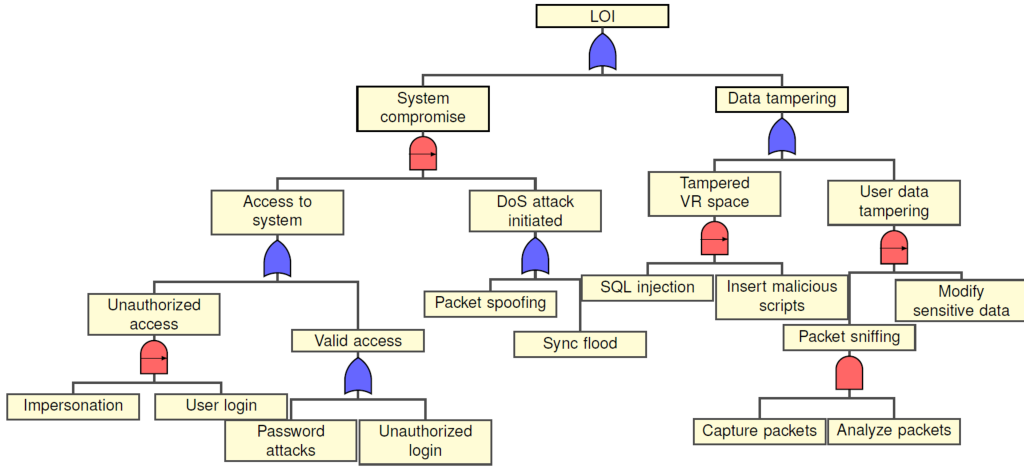 LOI
System
compromise
Data tampering
Access to
system
DoS attack
initiated
Tampered
VR space
User data
tampering
Unauthorized
access
Valid access
Packet spoofing
Sync flood
SQL injection
Insert malicious
scripts
Packet sniffing
Modify
sensitive data
Impersonation
User login
Password
attacks
Unauthorized
login
Capture packets
Analyze packets